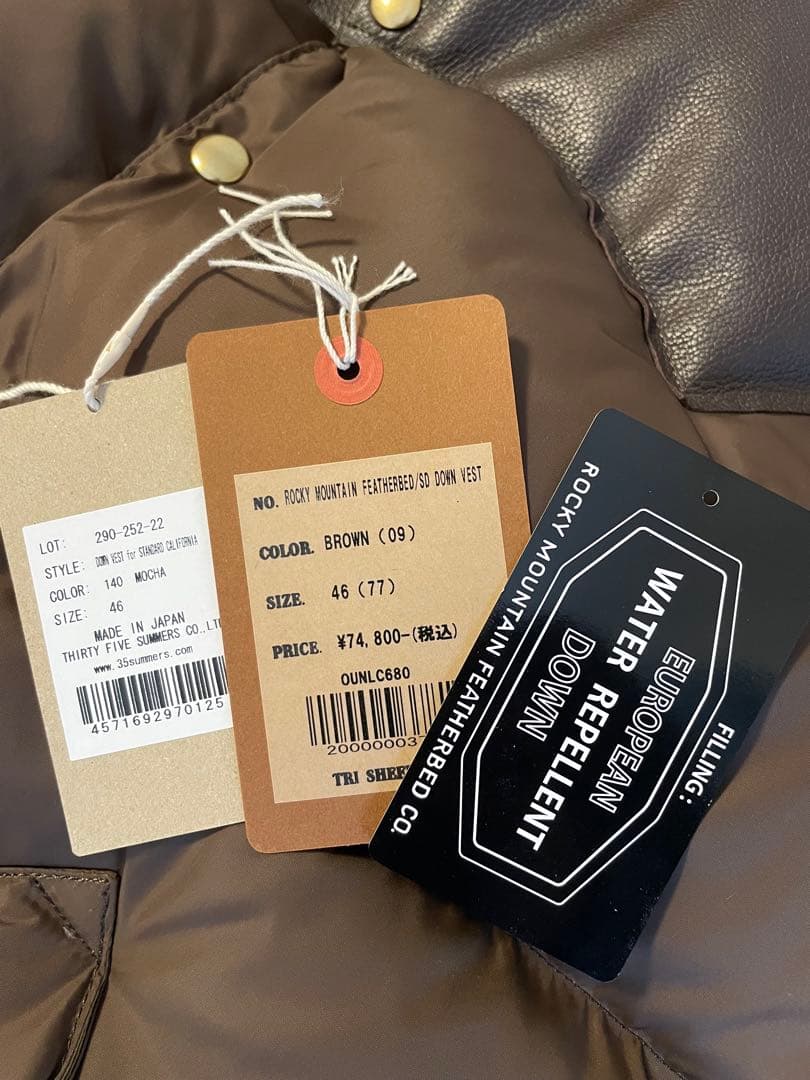 LOT: 290-252-22
STYLE: DOWN VEST for STANDARD CALIFORNIA
COLOR: 140 MOCHA
SIZE: 46
MADE IN JAPAN
THIRTY FIVE SUMMERS CO.,LT
www.35summers.com
4571692970125
NO. ROCKY MOUNTAIN FEATHERBED/SD DOWN VEST
COLOR. BROWN (09)
SIZE. 46 (77)
PRICE. ¥74,800-(税込)
OUNLC680
20000003
TRI SHEE
ROCKY MOUNTAIN FEATHERBED CO.
FILLING:
EUROPEAN
WATER REPELLENT
DOWN